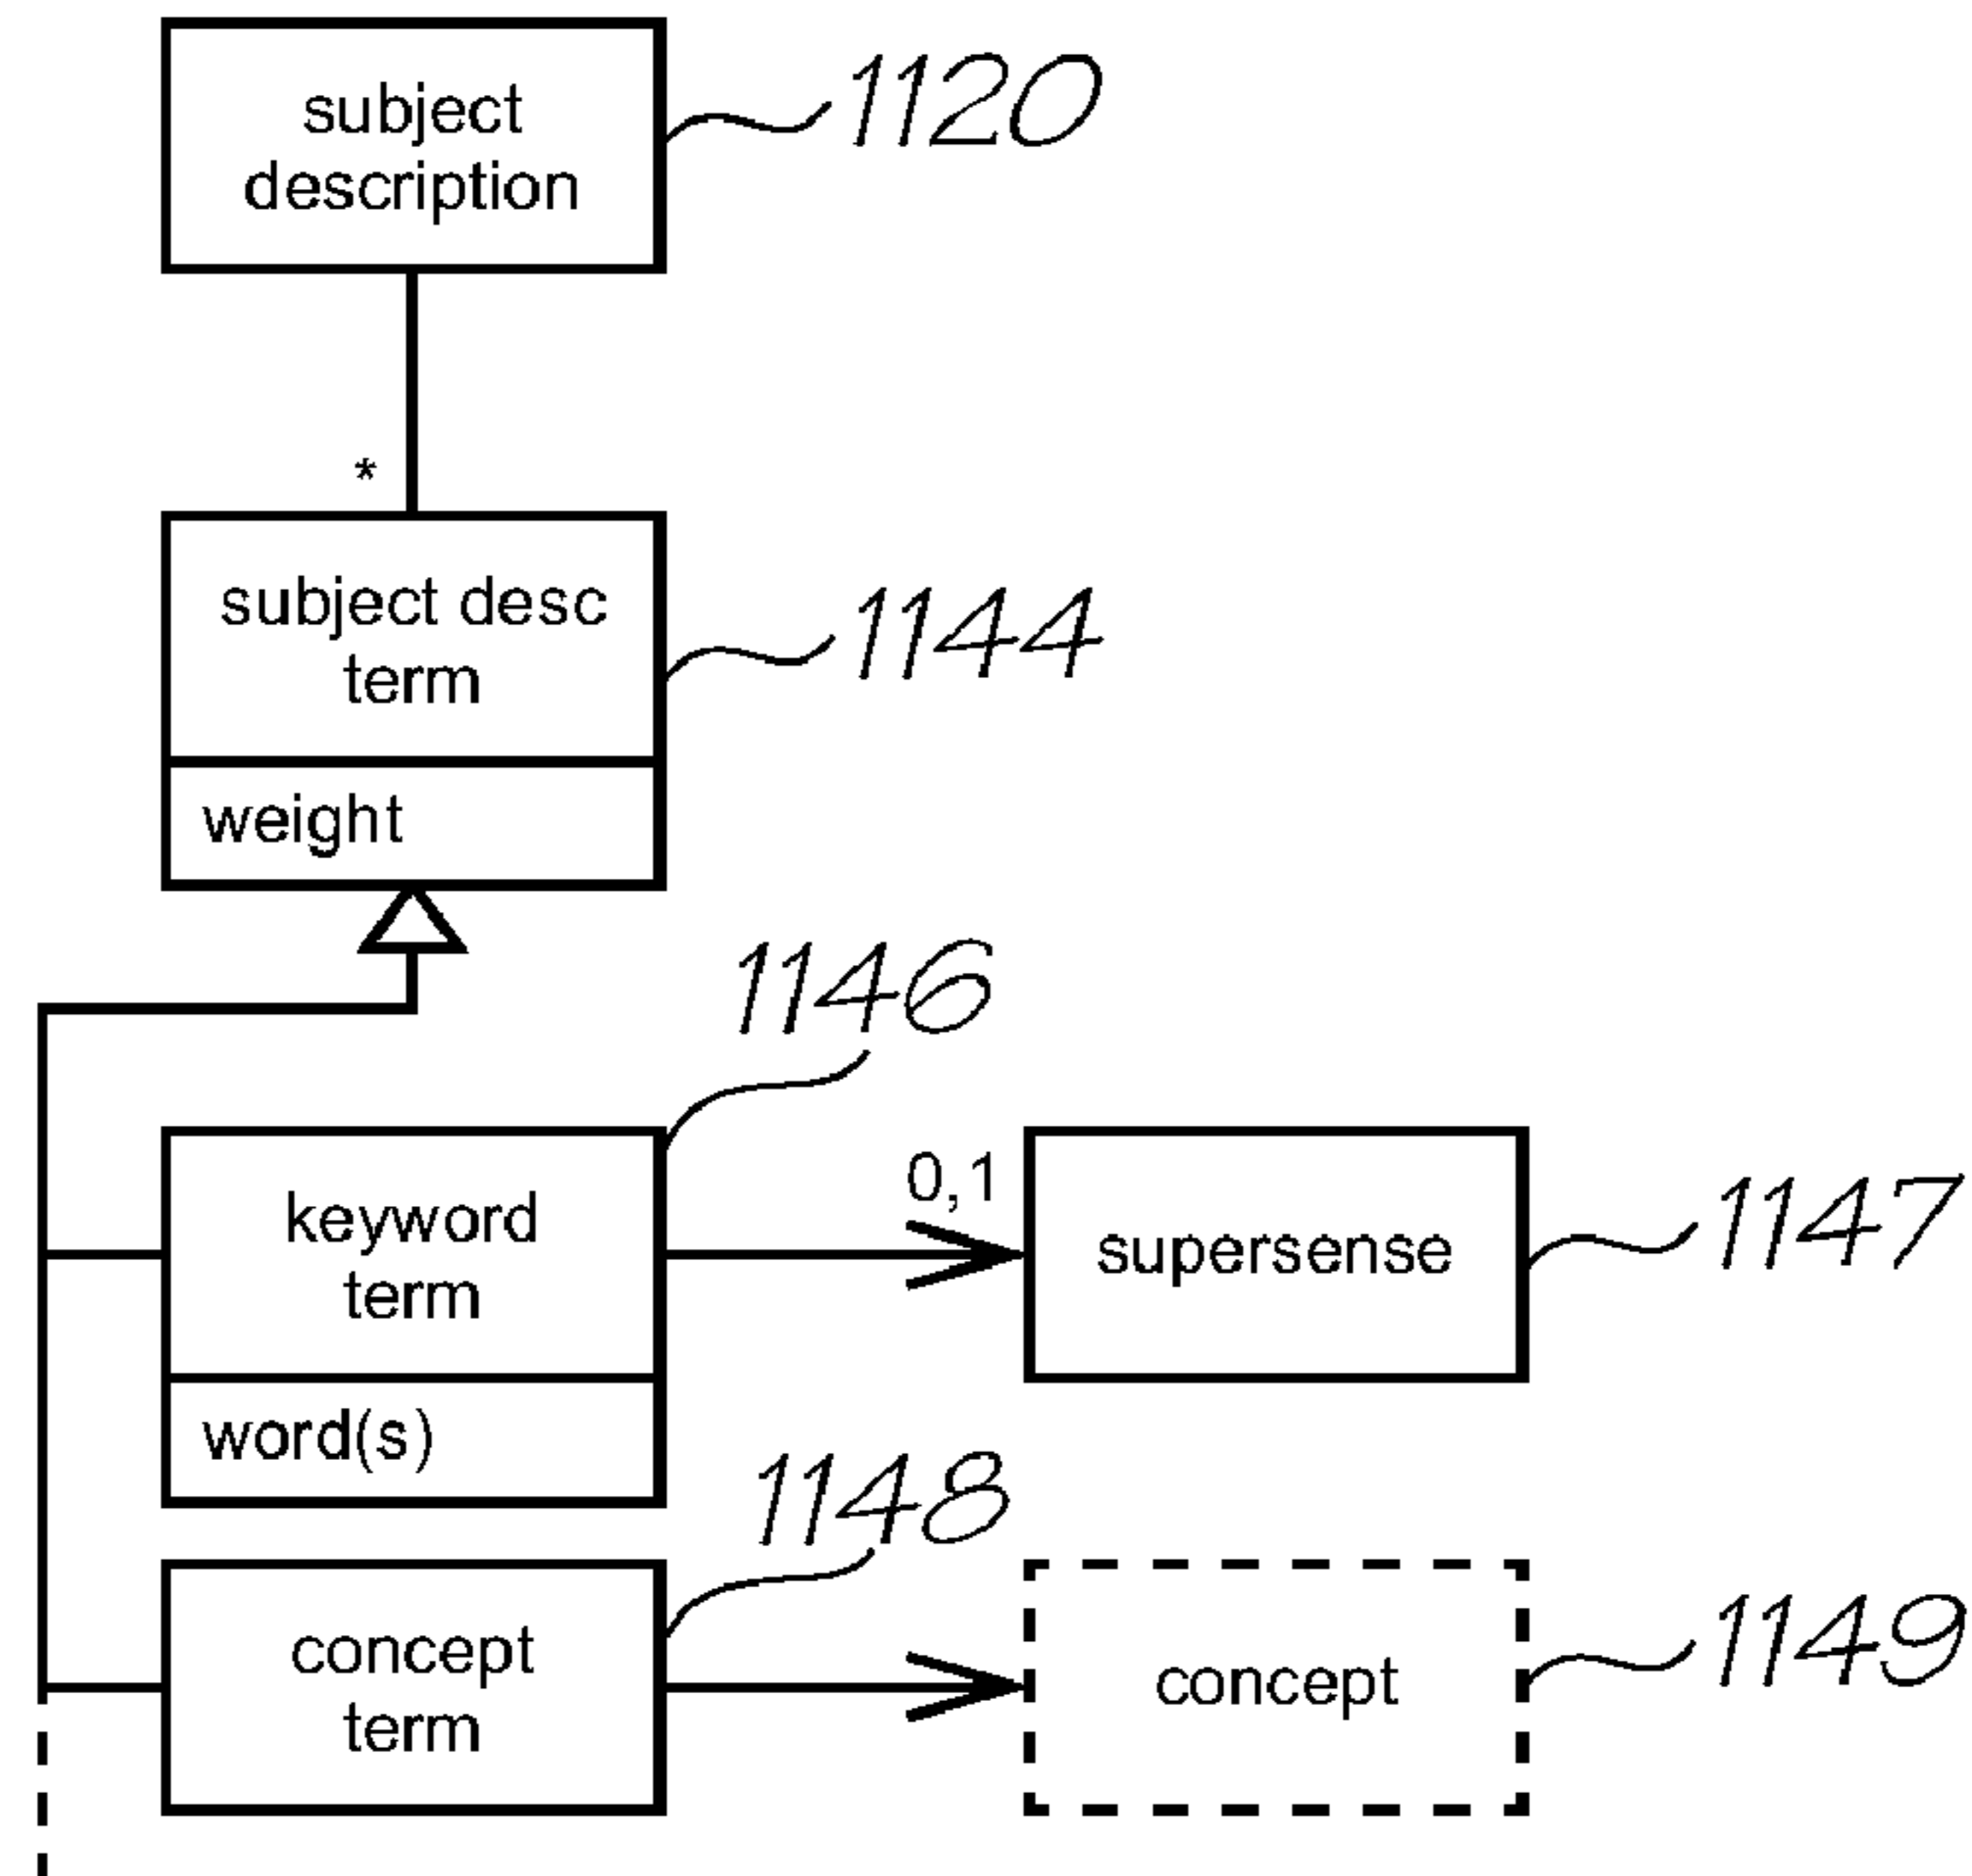 subject
description
1120
*
subject desc
term
1144
weight
1146
keyword
term
0,1
supersense
1147
word(s)
1148
concept
term
concept
1149